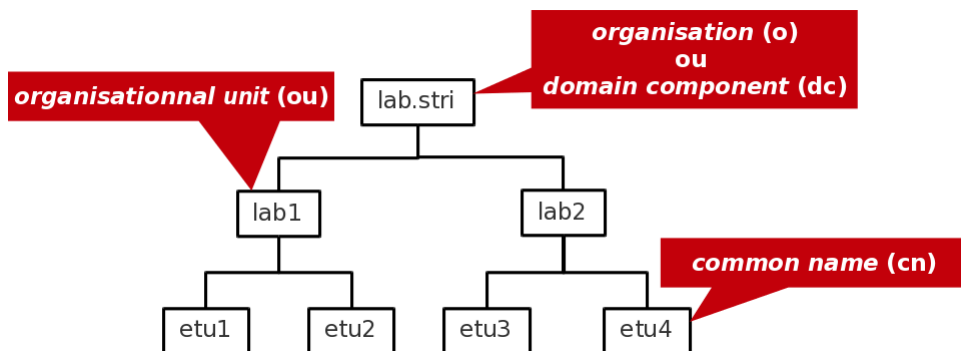 organisation (o)
ou
domain component (dc)
organisationnal unit (ou)
lab.stri
lab1
lab2
common name (cn)
etu1
etu2
etu3
etu4